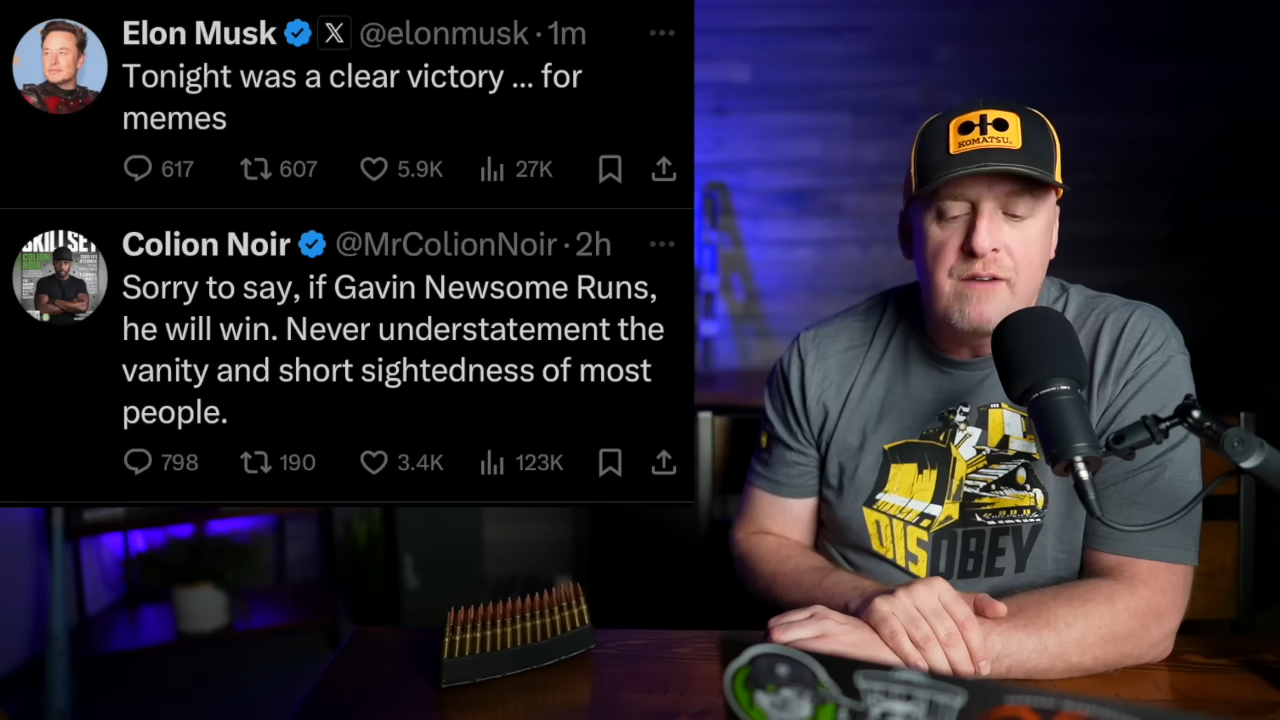 Elon Musk @elonmusk · 1m
Tonight was a clear victory ... for
memes
617 607 5.9K 27K
Colion Noir @MrColionNoir · 2h
Sorry to say, if Gavin Newsome Runs,
he will win. Never understatement the
vanity and short sightedness of most
people.
798 190 3.4K 123K
KOMATSU
DISOBEY